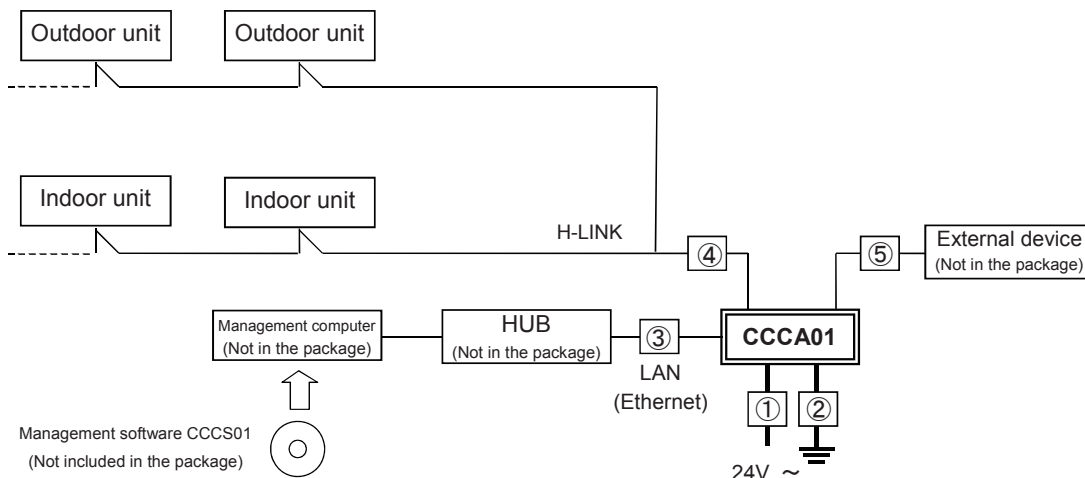 Outdoor unit
Outdoor unit
Indoor unit
Indoor unit
H-LINK
④
⑤
External device
(Not in the package)
Management computer
(Not in the package)
HUB
(Not in the package)
③
LAN
(Ethernet)
CCCA01
①
②
24V ~
Management software CCCS01
(Not included in the package)